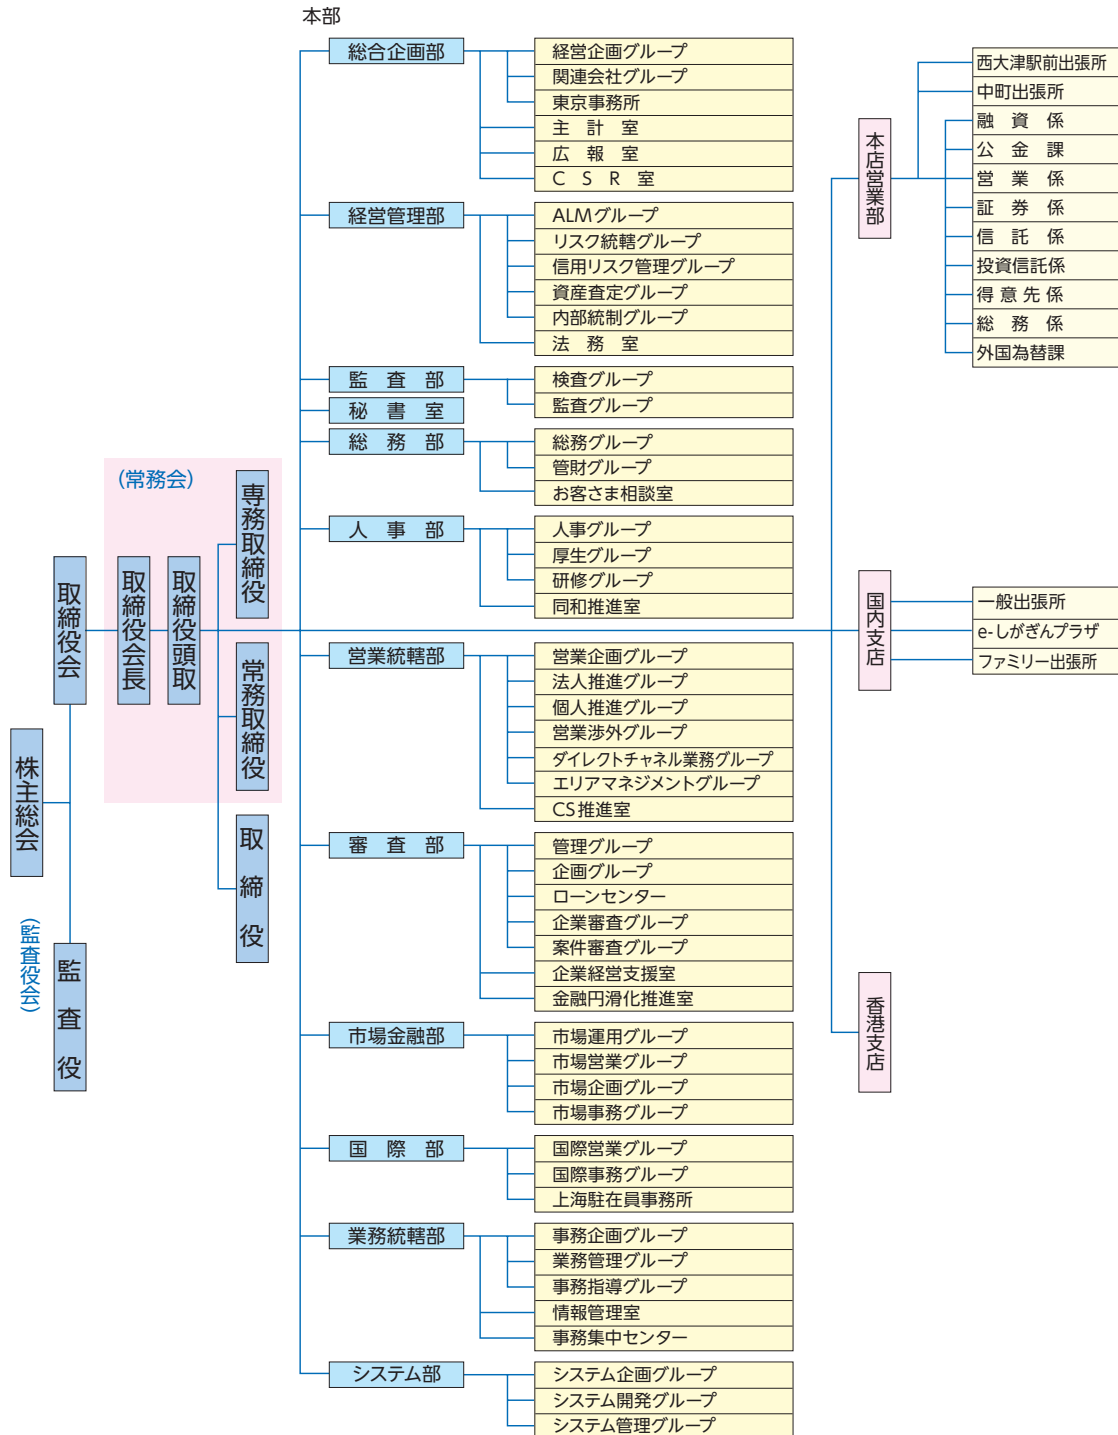 株主総会
取締役会
監査役
(監査役会)
(常務会)
取締役会長
取締役頭取
専務取締役
常務取締役
取締役
本部
総合企画部
経営企画グループ
関連会社グループ
東京事務所
主計室
広報室
CSR室
経営管理部
ALMグループ
リスク統轄グループ
信用リスク管理グループ
資産査定グループ
内部統制グループ
法務室
監査部
検査グループ
監査グループ
秘書室
総務部
総務グループ
管財グループ
お客さま相談室
人事部
人事グループ
厚生グループ
研修グループ
同和推進室
営業統轄部
営業企画グループ
法人推進グループ
個人推進グループ
営業渉外グループ
ダイレクトチャネル業務グループ
エリアマネジメントグループ
CS推進室
審査部
管理グループ
企画グループ
ローンセンター
企業審査グループ
案件審査グループ
企業経営支援室
金融円滑化推進室
市場金融部
市場運用グループ
市場営業グループ
市場企画グループ
市場事務グループ
国際部
国際営業グループ
国際事務グループ
上海駐在員事務所
業務統轄部
事務企画グループ
業務管理グループ
事務指導グループ
情報管理室
事務集中センター
システム部
システム企画グループ
システム開発グループ
システム管理グループ
本店営業部
西大津駅前出張所
中町出張所
融資係
公金課
営業係
証券係
信託係
投資信託係
得意先係
総務係
外国為替課
国内支店
一般出張所
e-しがぎんプラザ
ファミリー出張所
香港支店